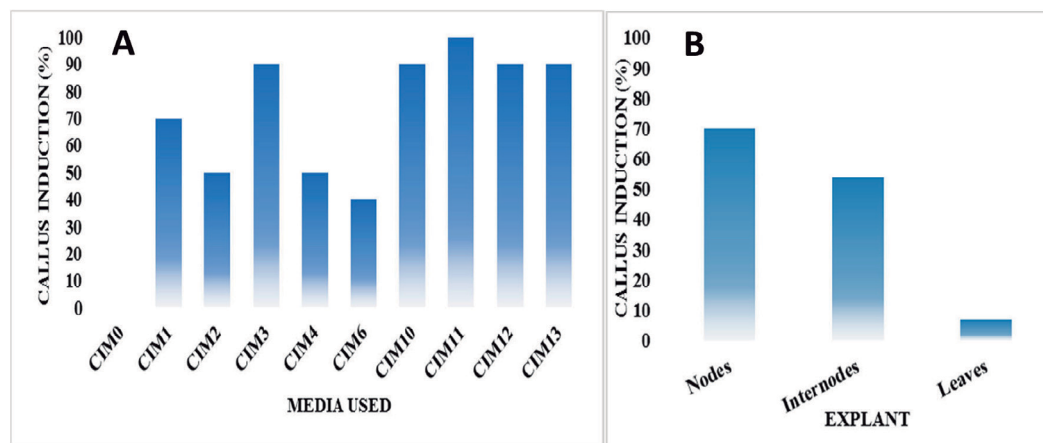 A
CALLUS INDUCTION (%)
100
90
80
70
60
50
40
30
20
10
0
CIM0
CIM1
CIM2
CIM3
CIM4
CIM6
CIM10
CIM11
CIM12
CIM13
MEDIA USED
B
CALLUS INDUCTION (%)
100
90
80
70
60
50
40
30
20
10
0
Nodes
Internodes
Leaves
EXPLANT